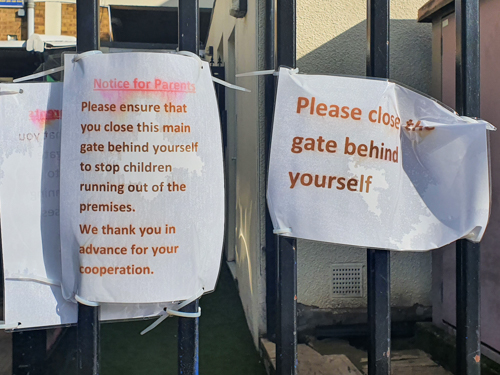 Notice for Parents
Please ensure that
you close this main
gate behind yourself
to stop children
running out of the
premises.
We thank you in
advance for your
cooperation.
Please close the
gate behind
yourself